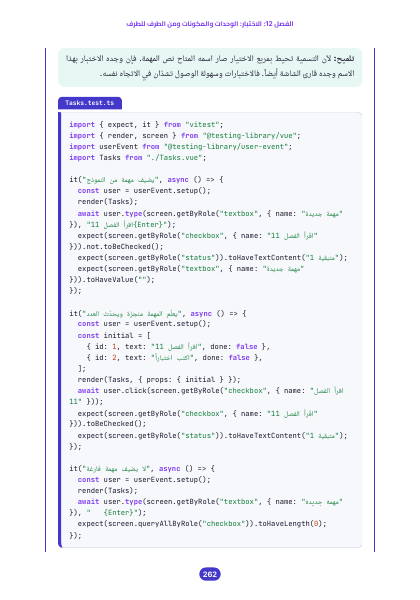 الفصل 12: الاختبار: الوحدات والمكونات ومن الطرف للطرف
تلميح: لأن التسمية تحيط بمربع الاختيار صار اسمه المتاح نص المهمة. فإن وجده الاختبار بهذا
الاسم وجده قارئ الشاشة أيضاً. فالاختبارات وسهولة الوصول تشدّان في الاتجاه نفسه.
Tasks.test.ts
import { expect, it } from "vitest";
import { render, screen } from "@testing-library/vue";
import userEvent from "@testing-library/user-event";
import Tasks from "./Tasks.vue";
it("يضيف مهمة من النموذج", async () => {
const user = userEvent.setup();
render(Tasks);
await user.type(screen.getByRole("textbox", { name: "مهمة جديدة"
}), "اقرأ الفصل 11{Enter}");
expect(screen.getByRole("checkbox", { name: "اقرأ الفصل 11"
})).not.toBeChecked();
expect(screen.getByRole("status")).toHaveTextContent("متبقية 1");
expect(screen.getByRole("textbox", { name: "مهمة جديدة"
})).toHaveValue("");
});
it("يعلّم المهمة منجزة ويحدّث العدد", async () => {
const user = userEvent.setup();
const initial = [
{ id: 1, text: "اقرأ الفصل 11", done: false },
{ id: 2, text: "اكتب اختباراً", done: false },
];
render(Tasks, { props: { initial } });
await user.click(screen.getByRole("checkbox", { name: "اقرأ الفصل
11" }));
expect(screen.getByRole("checkbox", { name: "اقرأ الفصل 11"
})).toBeChecked();
expect(screen.getByRole("status")).toHaveTextContent("متبقية 1");
});
it("لا يضيف مهمة فارغة", async () => {
const user = userEvent.setup();
render(Tasks);
await user.type(screen.getByRole("textbox", { name: "مهمة جديدة"
}), "   {Enter}");
expect(screen.queryAllByRole("checkbox")).toHaveLength(0);
});
262